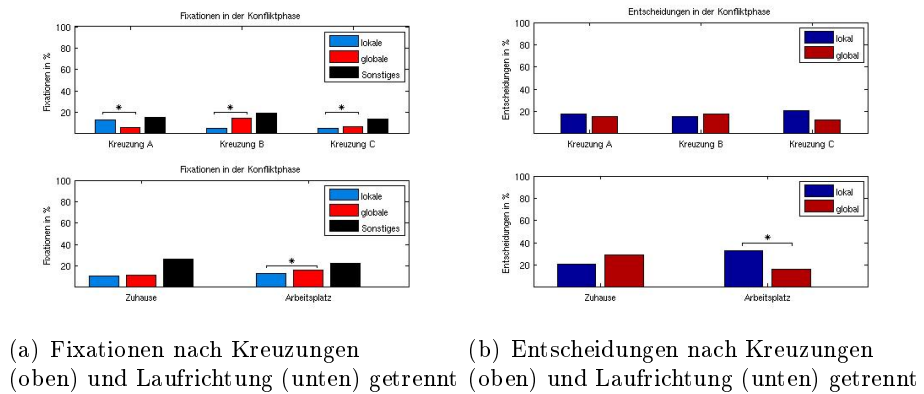 Fixationen in der Konfliktphase
Fixationen in %
100
80
60
40
20
lokale
globale
Sonstiges
*
*
*
Kreuzung A
Kreuzung B
Kreuzung C
Fixationen in der Konfliktphase
Fixationen in %
100
80
60
40
20
lokale
globale
Sonstiges
*
Zuhause
Arbeitsplatz
Entscheidungen in der Konfliktphase
Entscheidungen in %
100
80
60
40
20
lokal
global
Kreuzung A
Kreuzung B
Kreuzung C
Entscheidungen in %
100
80
60
40
20
lokal
global
*
Zuhause
Arbeitsplatz
(a) Fixationen nach Kreuzungen
(oben) und Laufrichtung (unten) getrennt
(b) Entscheidungen nach Kreuzungen
(oben) und Laufrichtung (unten) getrennt